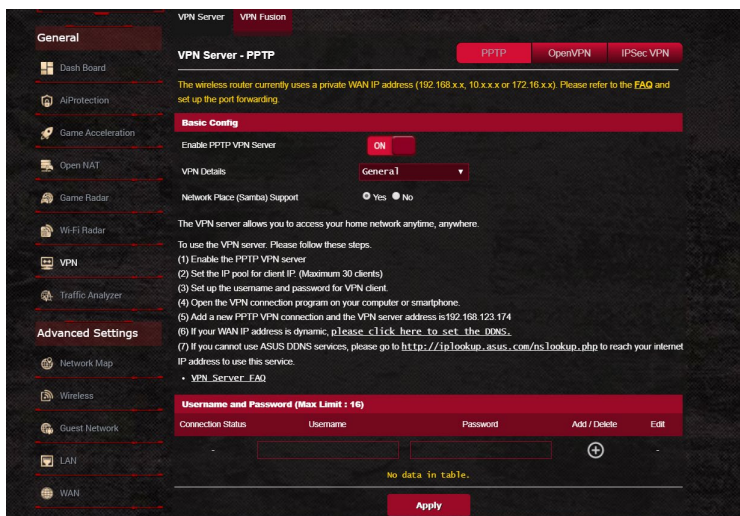 VPN Server VPN Fusion
General
VPN Server - PPTP PPTP OpenVPN IPSec VPN
Dash Board
The wireless router currently uses a private WAN IP address (192.168.x.x, 10.x.x.x or 172.16.x.x). Please refer to the FAQ and
set up the port forwarding.
AiProtection
Basic Config
Game Acceleration
Enable PPTP VPN Server ON
Open NAT
VPN Details General
Game Radar
Network Place (Samba) Support Yes No
Wi-Fi Radar
The VPN server allows you to access your home network anytime, anywhere.
To use the VPN server. Please follow these steps.
(1) Enable the PPTP VPN server
VPN
(2) Set the IP pool for client IP. (Maximum 30 clients)
(3) Set up the username and password for VPN client.
Traffic Analyzer
(4) Open the VPN connection program on your computer or smartphone.
(5) Add a new PPTP VPN connection and the VPN server address is192.168.123.174
Advanced Settings
(6) If your WAN IP address is dynamic, please click here to set the DDNS.
(7) If you cannot use ASUS DDNS services, please go to http://iplookup.asus.com/nslookup.php to reach your internet
IP address to use this service.
Network Map
• VPN Server FAQ
Wireless
Username and Password (Max Limit : 16)
Guest Network
Connection Status Username Password Add / Delete Edit
LAN
- -
No data in table.
WAN
Apply